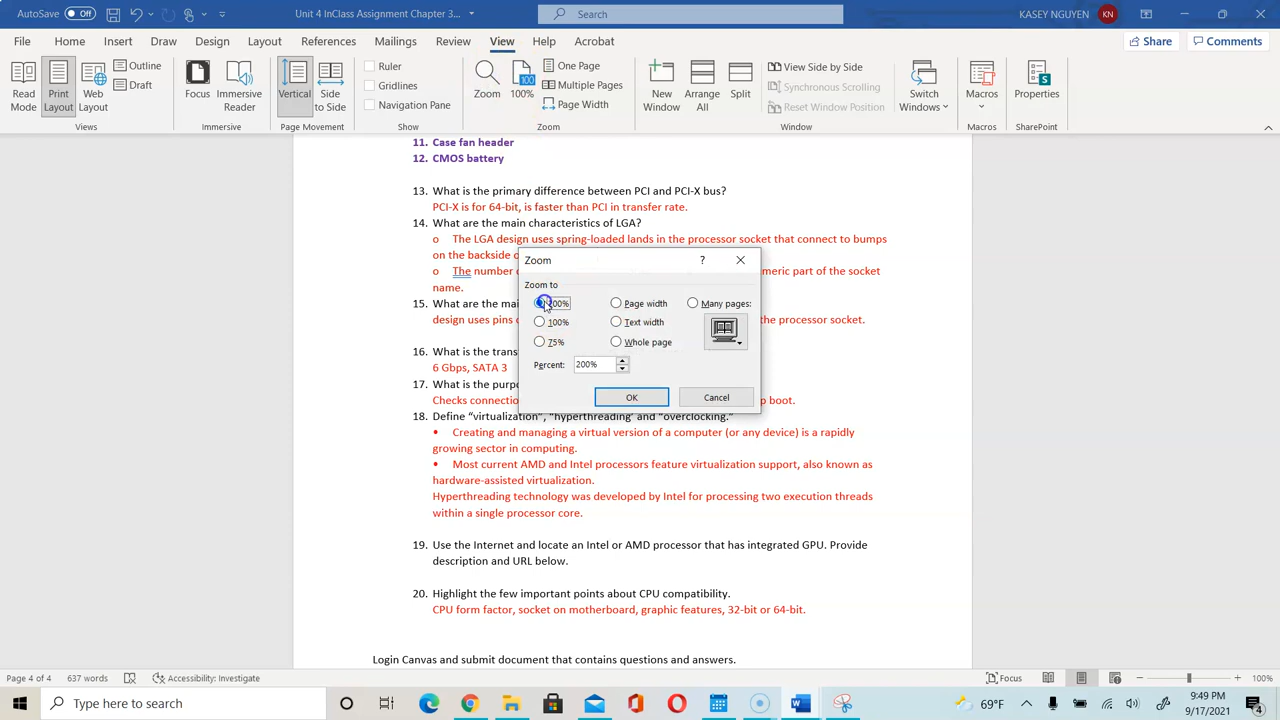 AutoSave Off
Unit 4 InClass Assignment 3.1
Search
KASEY NGUYEN KN
File Home Insert Draw Design Layout References Mailings Review View Help Acrobat
Share Comments
Read Mode
Print Layout
Web Layout
Outline
Draft
Views
Focus
Immersive Reader
Immersive
Vertical
Side to Side
Page Movement
Ruler
Gridlines
Navigation Pane
Show
Zoom
100
100%
One Page
Multiple Pages
Page Width
Zoom
New Window
Arrange All
Split
View Side by Side
Synchronous Scrolling
Reset Window Position
Window
Switch Windows
Macros
Macros
Properties
SharePoint
11. Case fan header
12. CMOS battery
13. What is the primary difference between PCI and PCI-X bus?
PCI-X is for 64-bit, is faster than PCI in transfer rate.
14. What are the main characteristics of LGA?
o The LGA design uses spring-loaded lands in the processor socket that connect to bumps
on the backside o
o The number o meric part of the socket
name.
15. What are the mai
design uses pins o the processor socket.
16. What is the trans
6 Gbps, SATA 3
17. What is the purpo
Checks connectio p boot.
18. Define “virtualization”, “hyperthreading’ and “overclocking.”
• Creating and managing a virtual version of a computer (or any device) is a rapidly
growing sector in computing.
• Most current AMD and Intel processors feature virtualization support, also known as
hardware-assisted virtualization.
Hyperthreading technology was developed by Intel for processing two execution threads
within a single processor core.
19. Use the Internet and locate an Intel or AMD processor that has integrated GPU. Provide
description and URL below.
20. Highlight the few important points about CPU compatibility.
CPU form factor, socket on motherboard, graphic features, 32-bit or 64-bit.
Login Canvas and submit document that contains questions and answers.
Zoom ?
Zoom to
200% Page width Many pages:
100% Text width
75% Whole page
Percent: 200%
OK Cancel
Page 4 of 4 637 words Accessibility: Investigate Focus 100%
Type here to search
69°F
9:49 PM
9/17/2021
4